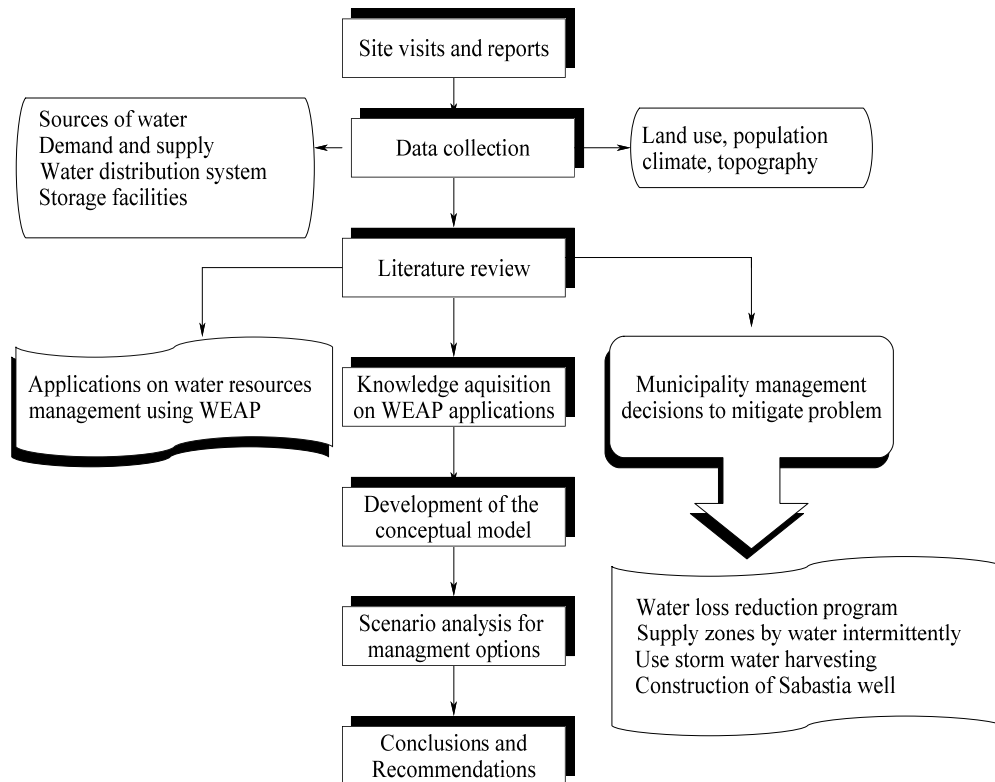 Site visits and reports
Sources of water
Demand and supply
Water distribution system
Storage facilities
Data collection
Land use, population
climate, topography
Literature review
Applications on water resources
management using WEAP
Knowledge aquisition
on WEAP applications
Municipality management
decisions to mitigate problem
Development of the
conceptual model
Water loss reduction program
Supply zones by water intermittently
Use storm water harvesting
Construction of Sabastia well
Scenario analysis for
managment options
Conclusions and
Recommendations